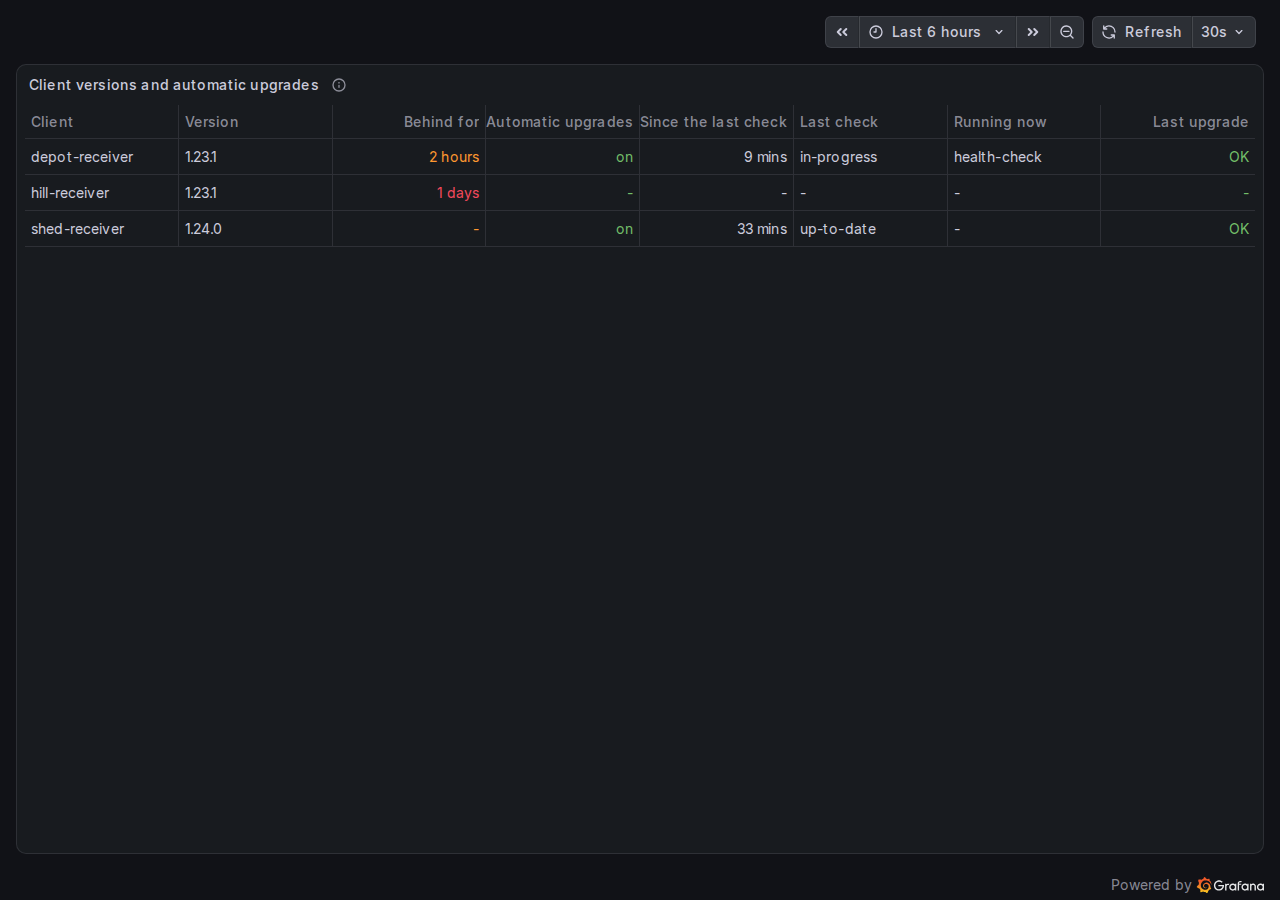 Last 6 hours Refresh 30s
Client versions and automatic upgrades
Client Version Behind for Automatic upgrades Since the last check Last check Running now Last upgrade
depot-receiver 1.23.1 2 hours on 9 mins in-progress health-check OK
hill-receiver 1.23.1 1 days - - - - -
shed-receiver 1.24.0 - on 33 mins up-to-date - OK
Powered by Grafana